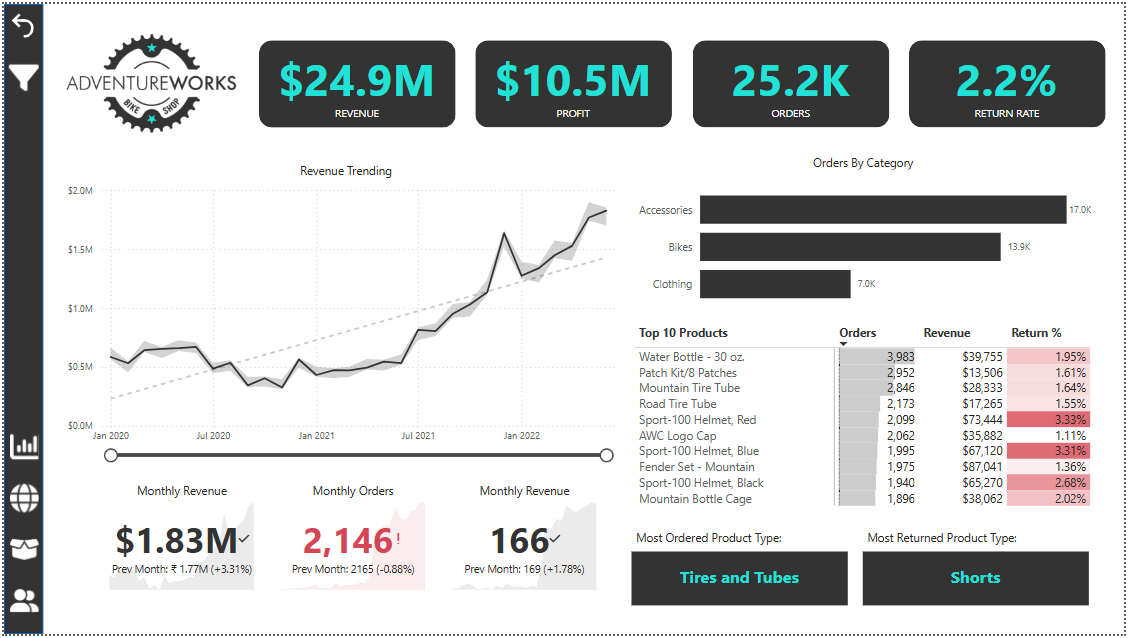 ADVENTUREWORKS
BIKE SHOP
$24.9M
REVENUE
$10.5M
PROFIT
25.2K
ORDERS
2.2%
RETURN RATE
Revenue Trending
$2.0M
$1.5M
$1.0M
$0.5M
$0.0M
Jan 2020
Jul 2020
Jan 2021
Jul 2021
Jan 2022
Orders By Category
Accessories 17.0K
Bikes 13.9K
Clothing 7.0K
Top 10 Products Orders Revenue Return %
Water Bottle - 30 oz. 3,983 $39,755 1.95%
Patch Kit/8 Patches 2,952 $13,506 1.61%
Mountain Tire Tube 2,846 $28,333 1.64%
Road Tire Tube 2,173 $17,265 1.55%
Sport-100 Helmet, Red 2,099 $73,444 3.33%
AWC Logo Cap 2,062 $35,882 1.11%
Sport-100 Helmet, Blue 1,995 $67,120 3.31%
Fender Set - Mountain 1,975 $87,041 1.36%
Sport-100 Helmet, Black 1,940 $65,270 2.68%
Mountain Bottle Cage 1,896 $38,062 2.02%
Monthly Revenue
$1.83M✓
Prev Month: ₹ 1.77M (+3.31%)
Monthly Orders
2,146!
Prev Month: 2165 (-0.88%)
Monthly Revenue
166✓
Prev Month: 169 (+1.78%)
Most Ordered Product Type:
Tires and Tubes
Most Returned Product Type:
Shorts